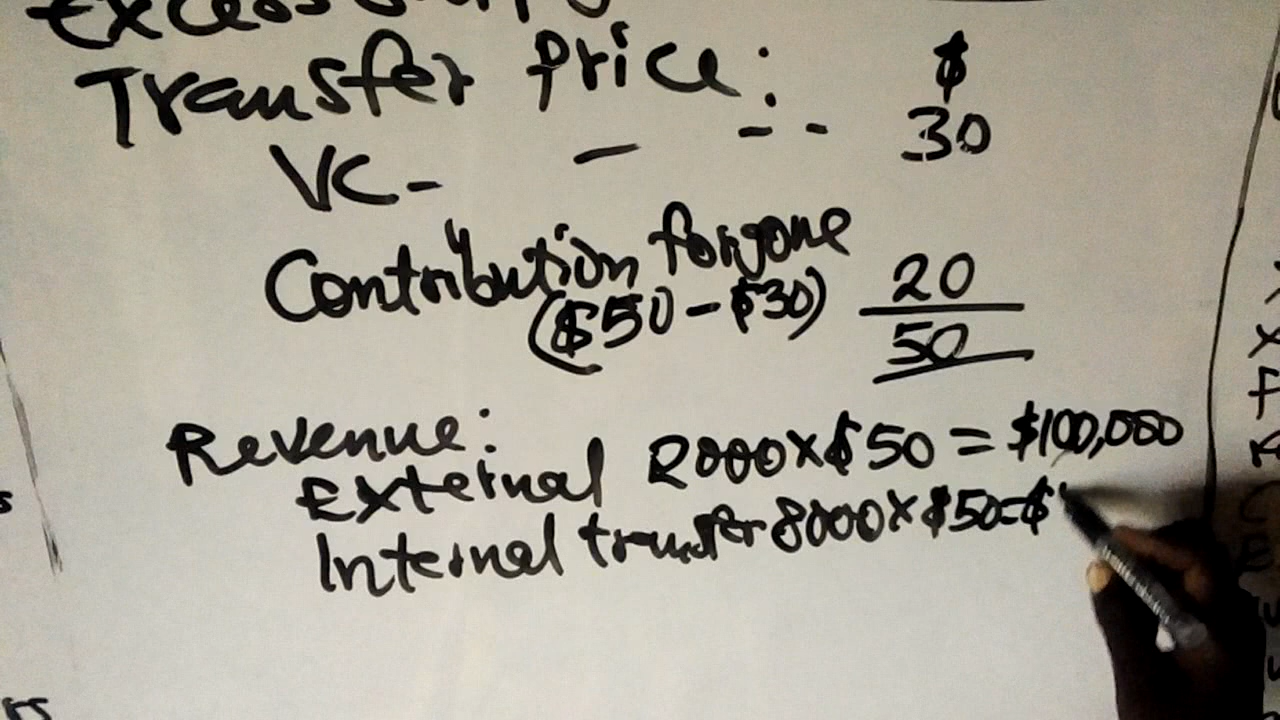 Excess
Transfer Price: $
VC - - - - 30
Contribution forgone 20
($50 - $30)
50
Revenue:
External 2000 x $50 = $100,000
Internal transfer 8000 x $50 = $